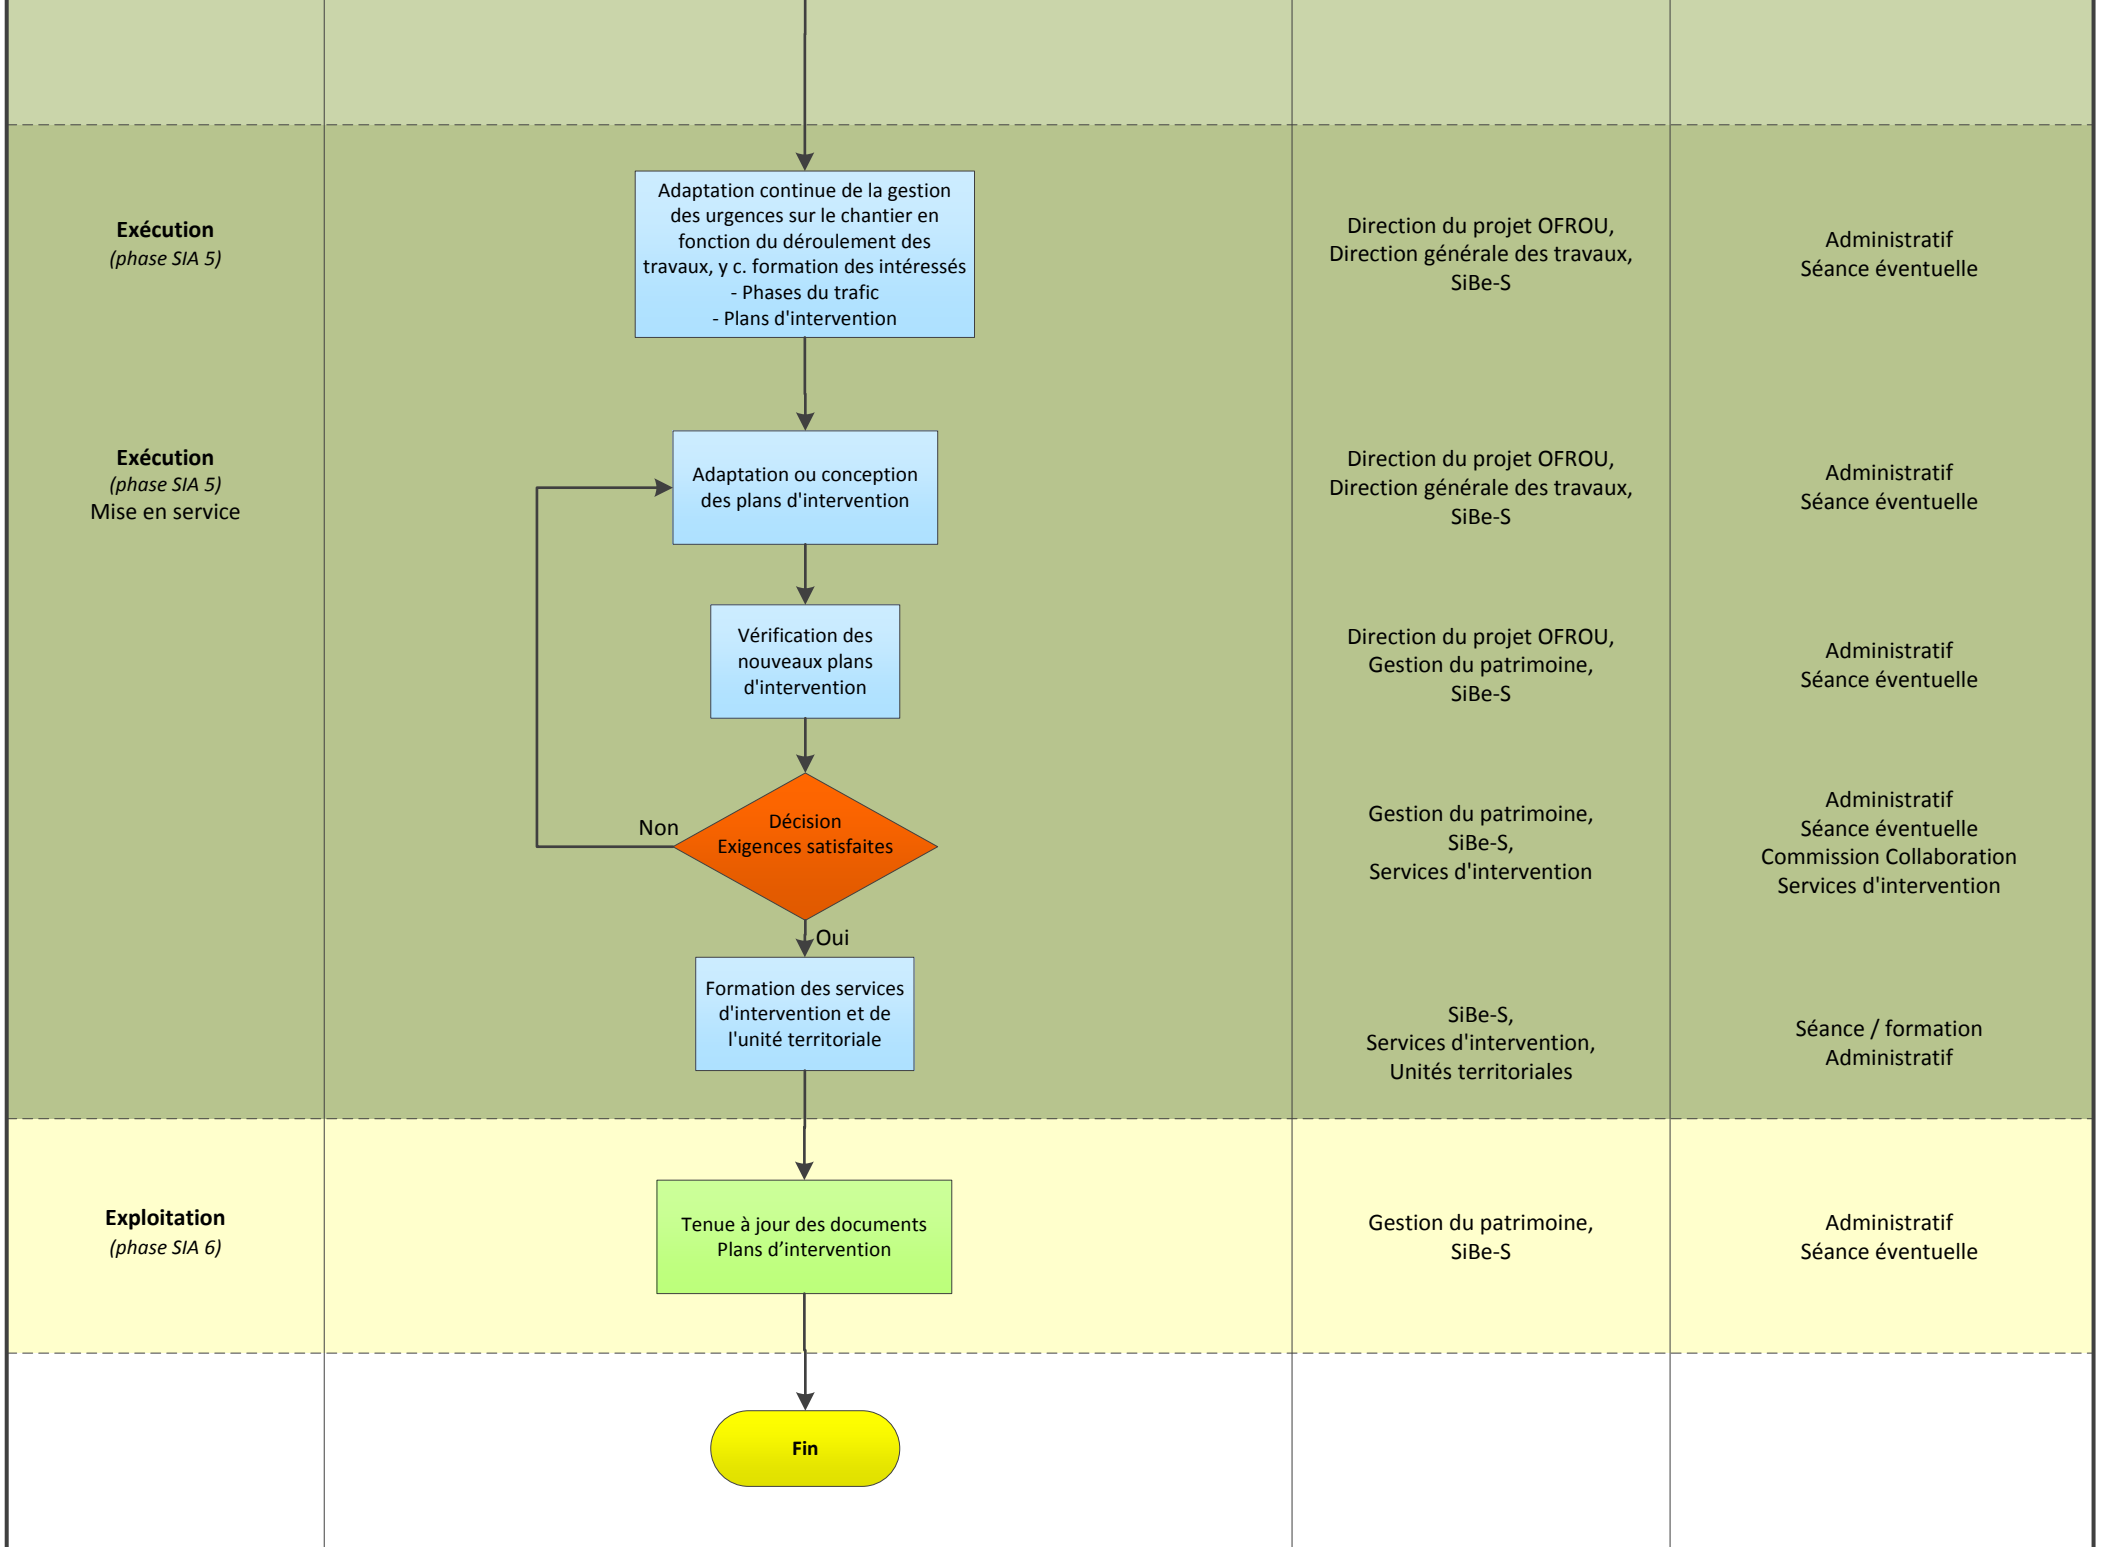 Exécution
(phase SIA 5)
Adaptation continue de la gestion
des urgences sur le chantier en
fonction du déroulement des
travaux, y c. formation des intéressés
- Phases du trafic
- Plans d'intervention
Direction du projet OFROU,
Direction générale des travaux,
SiBe-S
Administratif
Séance éventuelle
Exécution
(phase SIA 5)
Mise en service
Adaptation ou conception
des plans d'intervention
Direction du projet OFROU,
Direction générale des travaux,
SiBe-S
Administratif
Séance éventuelle
Vérification des
nouveaux plans
d'intervention
Direction du projet OFROU,
Gestion du patrimoine,
SiBe-S
Administratif
Séance éventuelle
Non
Décision
Exigences satisfaites
Gestion du patrimoine,
SiBe-S,
Services d'intervention
Administratif
Séance éventuelle
Commission Collaboration
Services d'intervention
Oui
Formation des services
d'intervention et de
l'unité territoriale
SiBe-S,
Services d'intervention,
Unités territoriales
Séance / formation
Administratif
Exploitation
(phase SIA 6)
Tenue à jour des documents
Plans d’intervention
Gestion du patrimoine,
SiBe-S
Administratif
Séance éventuelle
Fin